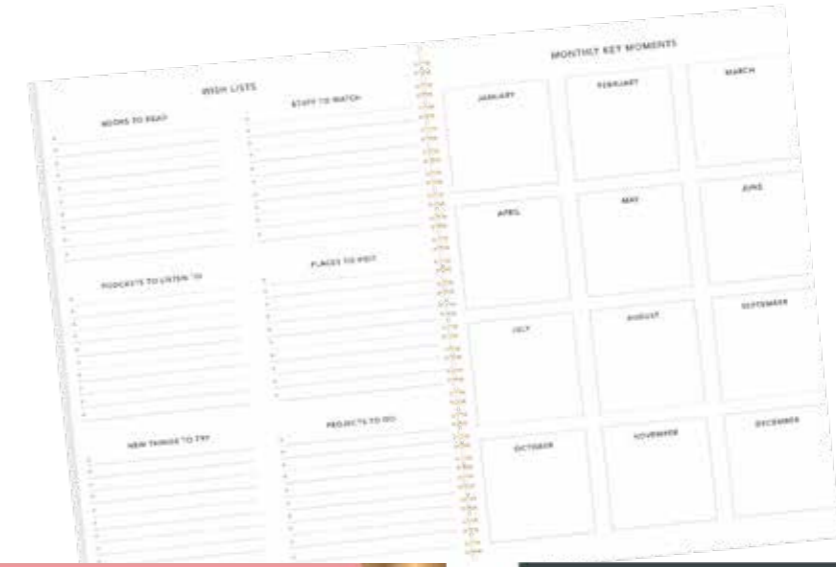 WISH LISTS
BOOKS TO READ
STUFF TO WATCH
PODCASTS TO LISTEN TO
PLACES TO VISIT
NEW THINGS TO TRY
PROJECTS TO DO
MONTHLY KEY MOMENTS
JANUARY
FEBRUARY
MARCH
APRIL
MAY
JUNE
JULY
AUGUST
SEPTEMBER
OCTOBER
NOVEMBER
DECEMBER